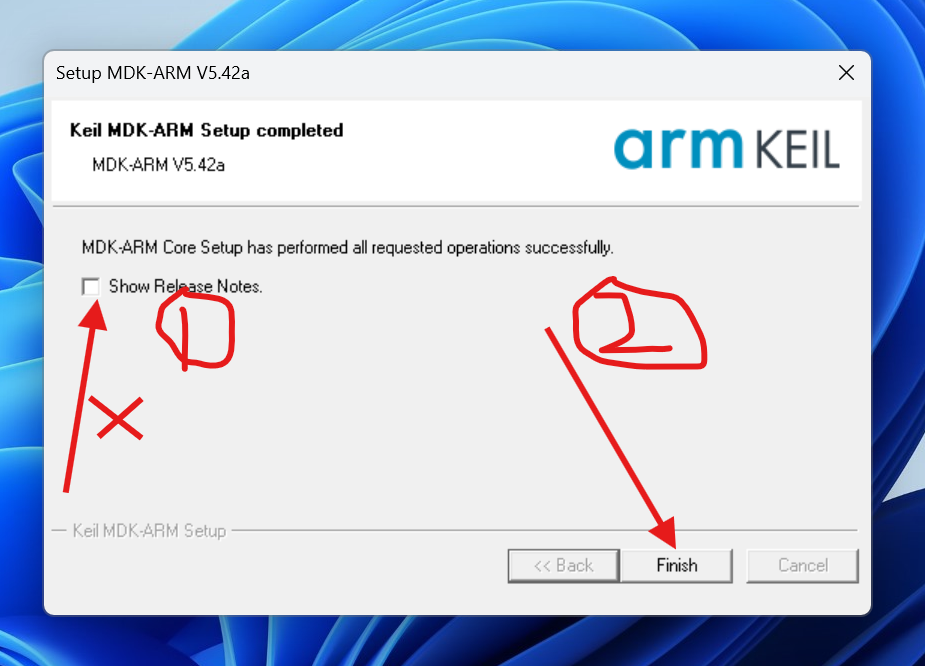 Setup MDK-ARM V5.42a
Keil MDK-ARM Setup completed
MDK-ARM V5.42a
arm KEIL
MDK-ARM Core Setup has performed all requested operations successfully.
Show Release Notes.
1
2
Keil MDK-ARM Setup
<< Back
Finish
Cancel